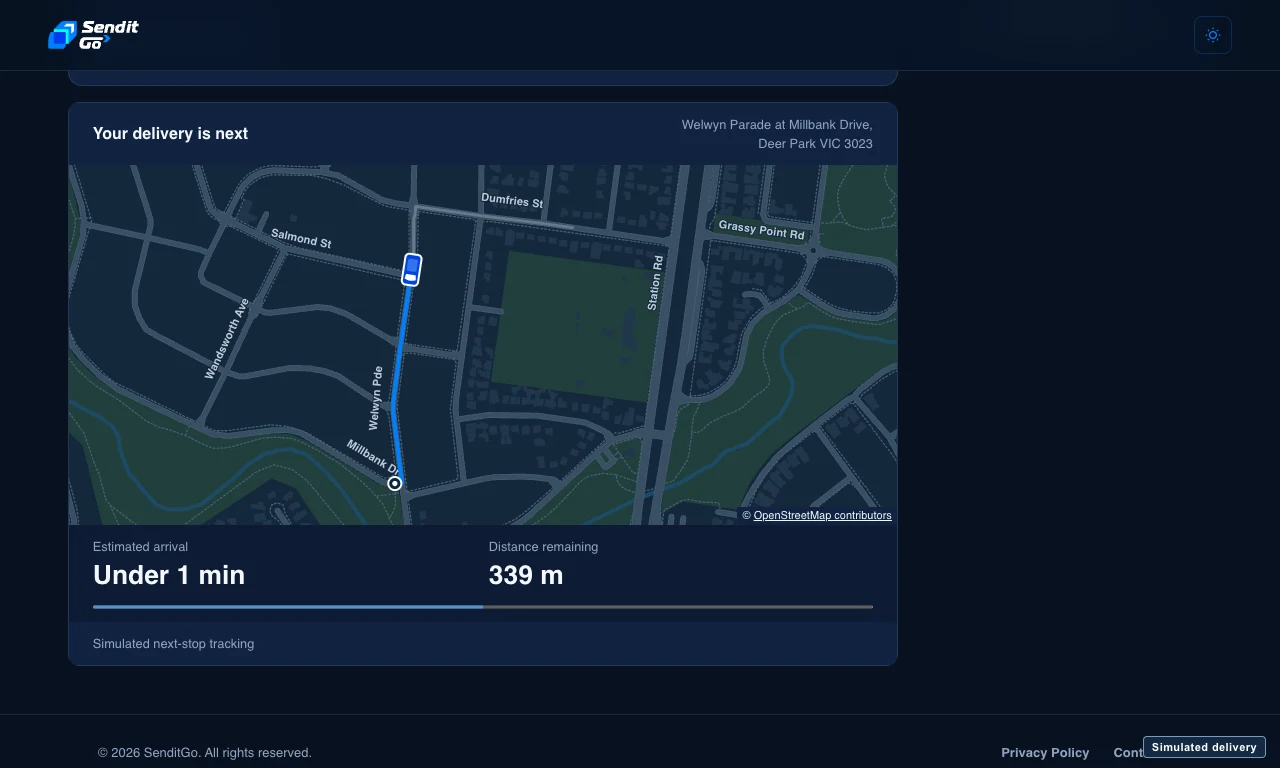 Sendit
Go
Your delivery is next
Welwyn Parade at Millbank Drive,
Deer Park VIC 3023
Dumfries St
Grassy Point Rd
Salmond St
Station Rd
Wandsworth Ave
Welwyn Pde
Millbank Dr
© OpenStreetMap contributors
Estimated arrival
Distance remaining
Under 1 min
339 m
Simulated next-stop tracking
© 2026 SenditGo. All rights reserved.
Privacy Policy
Cont
Simulated delivery